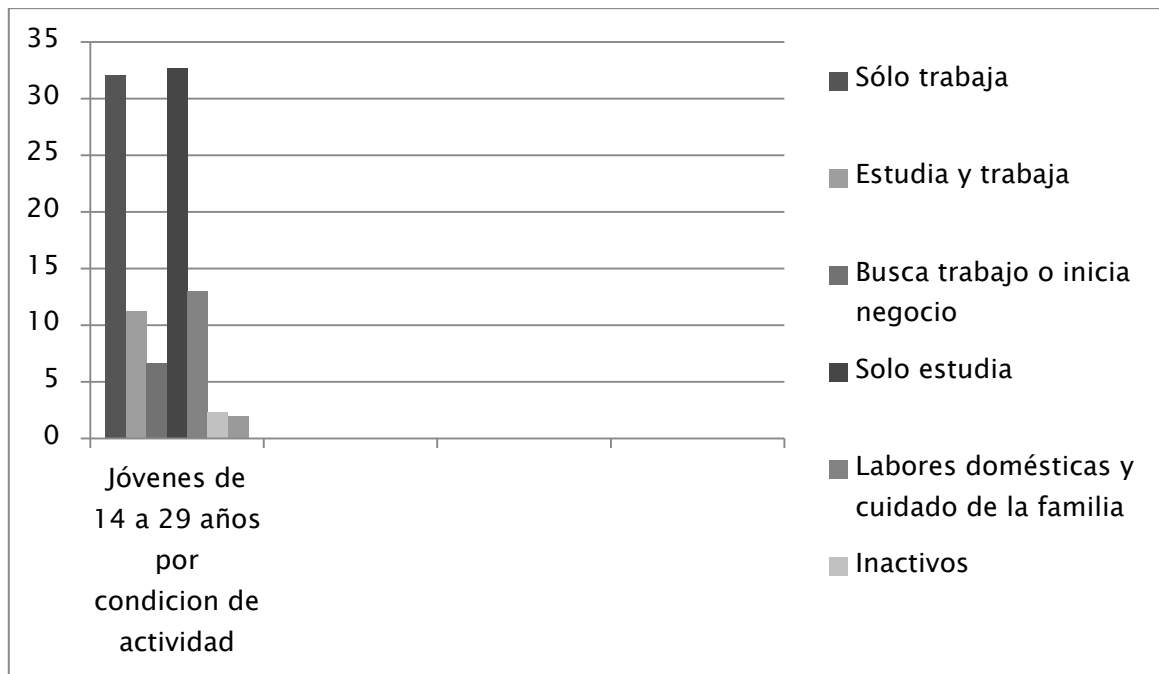 35
30
25
20
15
10
5
0
Jóvenes de
14 a 29 años
por
condicion de
actividad
Sólo trabaja
Estudia y trabaja
Busca trabajo o inicia
negocio
Solo estudia
Labores domésticas y
cuidado de la familia
Inactivos